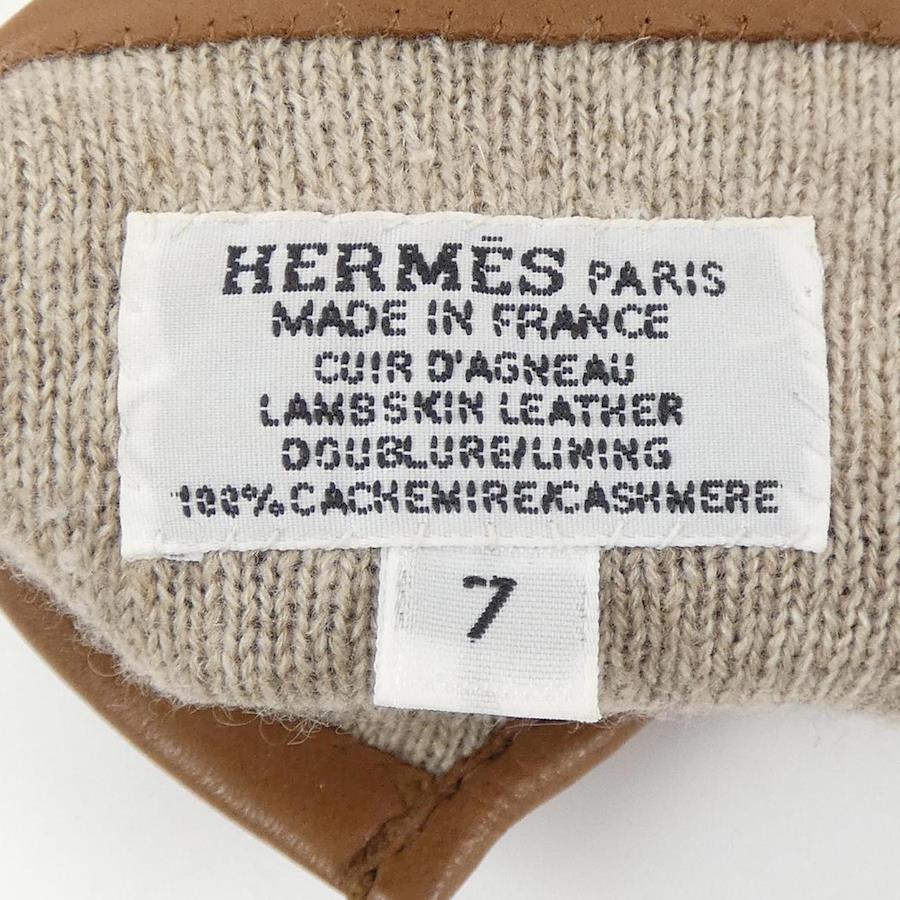 HERMÈS PARIS
MADE IN FRANCE
CUIR D'AGNEAU
LAMBSKIN LEATHER
DOUBLURE/LINING
100% CACHEMIRE/CASHMERE
7